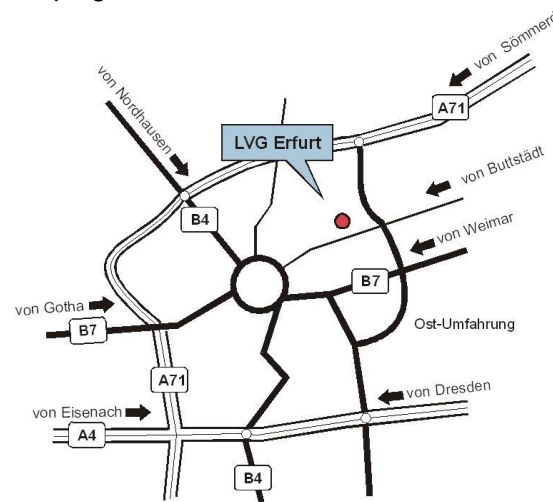 von Sömmerd
A71
von Nordhausen
LVG Erfurt
von Buttstädt
B4
von Weimar
B7
von Gotha
B7
Ost-Umfahrung
A71
von Dresden
von Eisenach
A4
B4